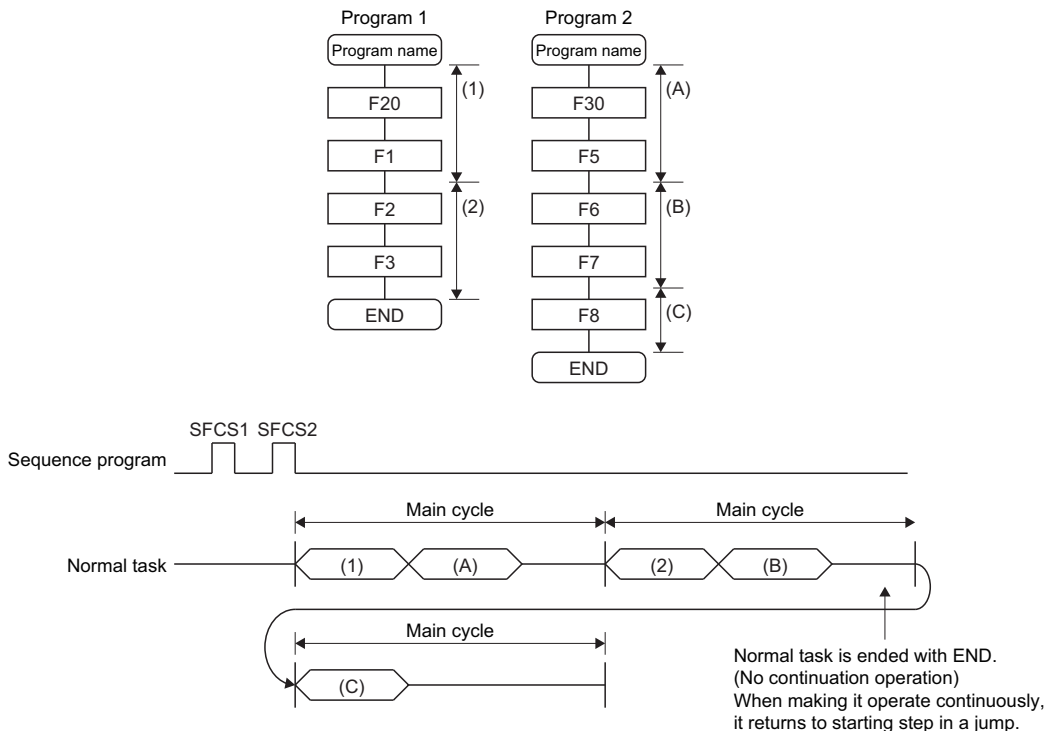 Program 1
Program 2
Program name
Program name
(1)
(A)
F20
F30
F1
F5
F2
(2)
F6
(B)
F3
F7
END
F8
(C)
END
SFCS1 SFCS2
Sequence program
Main cycle
Main cycle
Normal task
(1)
(A)
(2)
(B)
Main cycle
(C)
Normal task is ended with END.
(No continuation operation)
When making it operate continuously,
it returns to starting step in a jump.